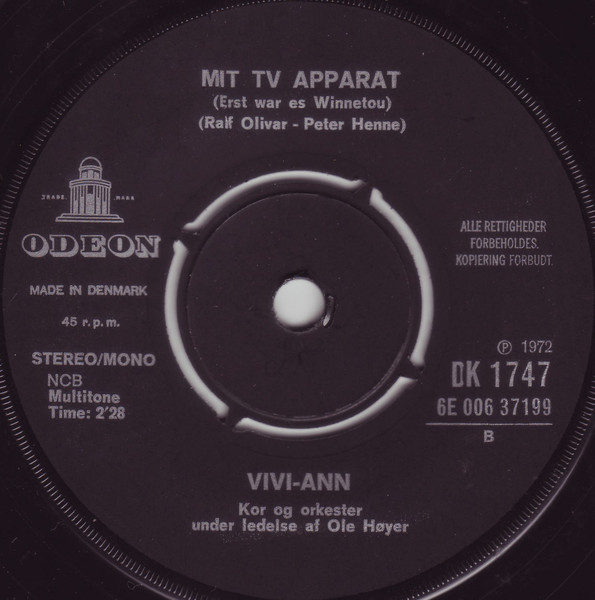 MIT TV APPARAT
(Erst war es Winnetou)
(Ralf Olivar - Peter Henne)
TRADE MARK
ODEON
MADE IN DENMARK
45 r.p.m.
STEREO/MONO
NCB
Multitone
Time: 2'28
ALLE RETTIGHEDER
FORBEHOLDES.
KOPIERING FORBUDT.
℗ 1972
DK 1747
6E 006 37199
B
VIVI-ANN
Kor og orkester
under ledelse af Ole Høyer